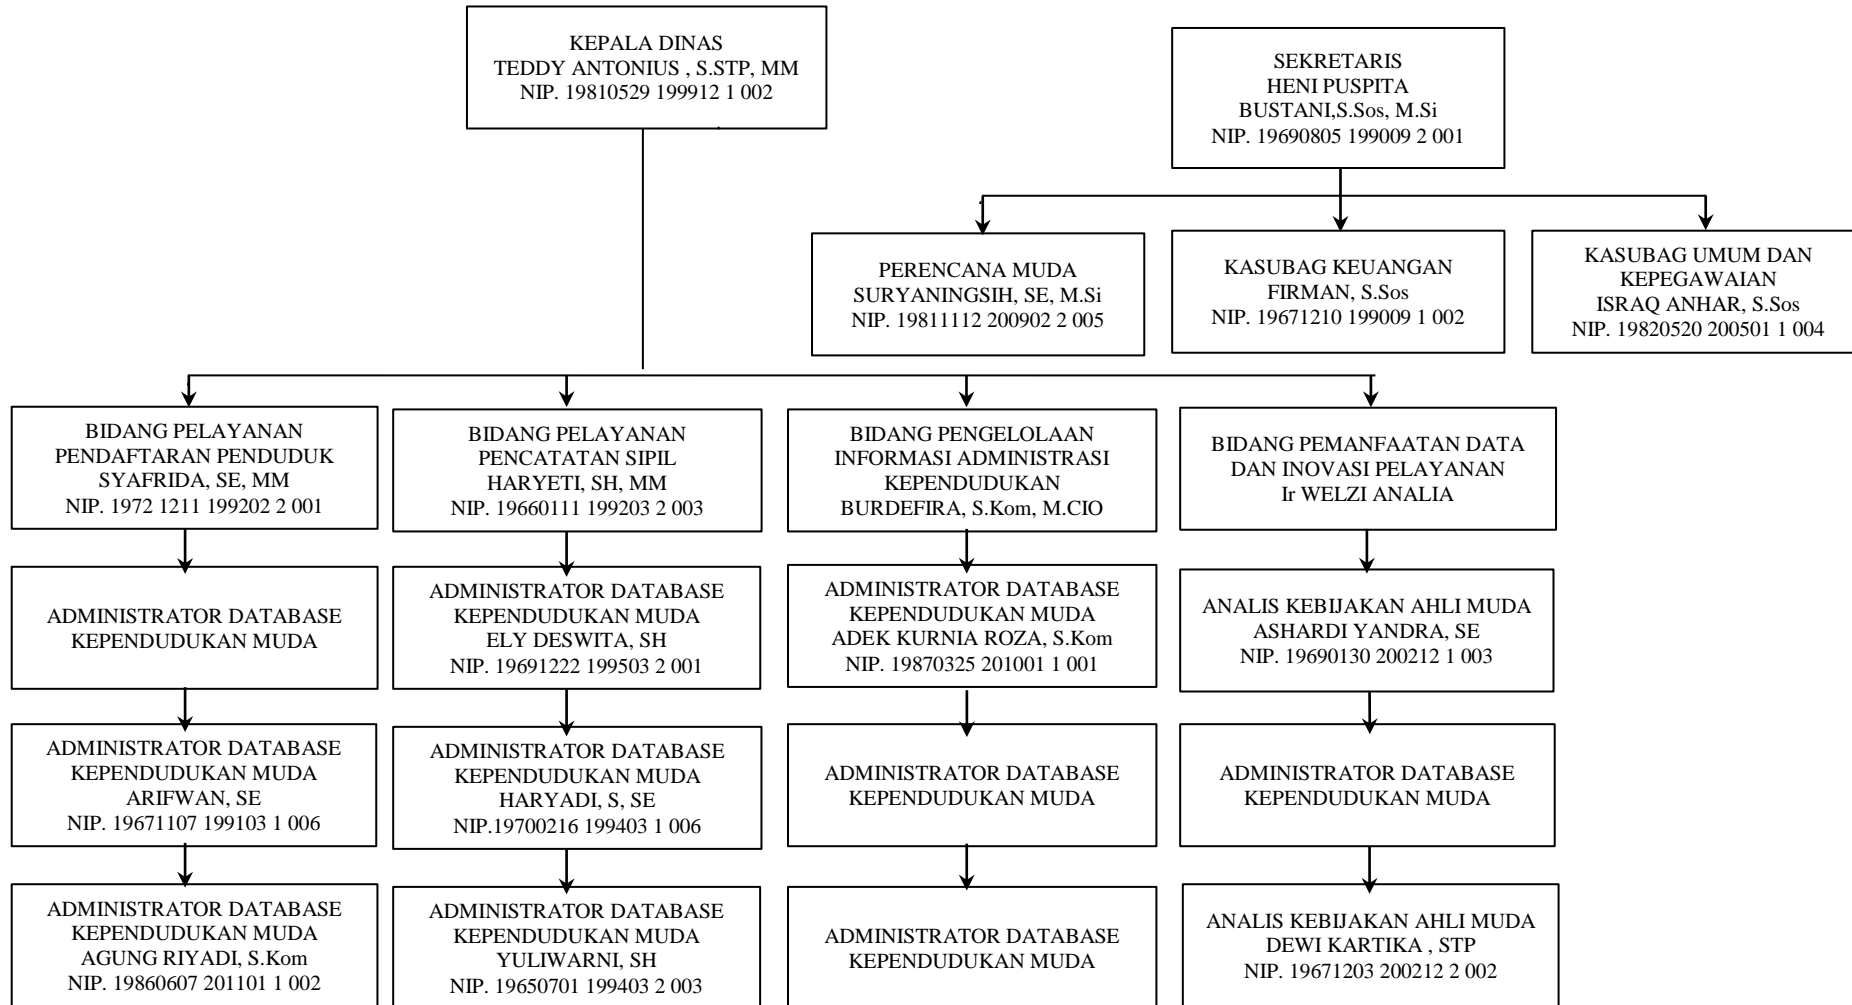 KEPALA DINAS
TEDDY ANTONIUS , S.STP, MM
NIP. 19810529 199912 1 002
SEKRETARIS
HENI PUSPITA
BUSTANI,S.Sos, M.Si
NIP. 19690805 199009 2 001
PERENCANA MUDA
SURYANINGSIH, SE, M.Si
NIP. 19811112 200902 2 005
KASUBAG KEUANGAN
FIRMAN, S.Sos
NIP. 19671210 199009 1 002
KASUBAG UMUM DAN
KEPEGAWAIAN
ISRAQ ANHAR, S.Sos
NIP. 19820520 200501 1 004
BIDANG PELAYANAN
PENDAFTARAN PENDUDUK
SYAFRIDA, SE, MM
NIP. 1972 1211 199202 2 001
BIDANG PELAYANAN
PENCATATAN SIPIL
HARYETI, SH, MM
NIP. 19660111 199203 2 003
BIDANG PENGELOLAAN
INFORMASI ADMINISTRASI
KEPENDUDUKAN
BURDEFIRA, S.Kom, M.CIO
BIDANG PEMANFAATAN DATA
DAN INOVASI PELAYANAN
Ir WELZI ANALIA
ADMINISTRATOR DATABASE
KEPENDUDUKAN MUDA
ADMINISTRATOR DATABASE
KEPENDUDUKAN MUDA
ELY DESWITA, SH
NIP. 19691222 199503 2 001
ADMINISTRATOR DATABASE
KEPENDUDUKAN MUDA
ADEK KURNIA ROZA, S.Kom
NIP. 19870325 201001 1 001
ANALIS KEBIJAKAN AHLI MUDA
ASHARDI YANDRA, SE
NIP. 19690130 200212 1 003
ADMINISTRATOR DATABASE
KEPENDUDUKAN MUDA
ARIFWAN, SE
NIP. 19671107 199103 1 006
ADMINISTRATOR DATABASE
KEPENDUDUKAN MUDA
HARYADI, S, SE
NIP.19700216 199403 1 006
ADMINISTRATOR DATABASE
KEPENDUDUKAN MUDA
ADMINISTRATOR DATABASE
KEPENDUDUKAN MUDA
ADMINISTRATOR DATABASE
KEPENDUDUKAN MUDA
AGUNG RIYADI, S.Kom
NIP. 19860607 201101 1 002
ADMINISTRATOR DATABASE
KEPENDUDUKAN MUDA
YULIWARNI, SH
NIP. 19650701 199403 2 003
ADMINISTRATOR DATABASE
KEPENDUDUKAN MUDA
ANALIS KEBIJAKAN AHLI MUDA
DEWI KARTIKA , STP
NIP. 19671203 200212 2 002